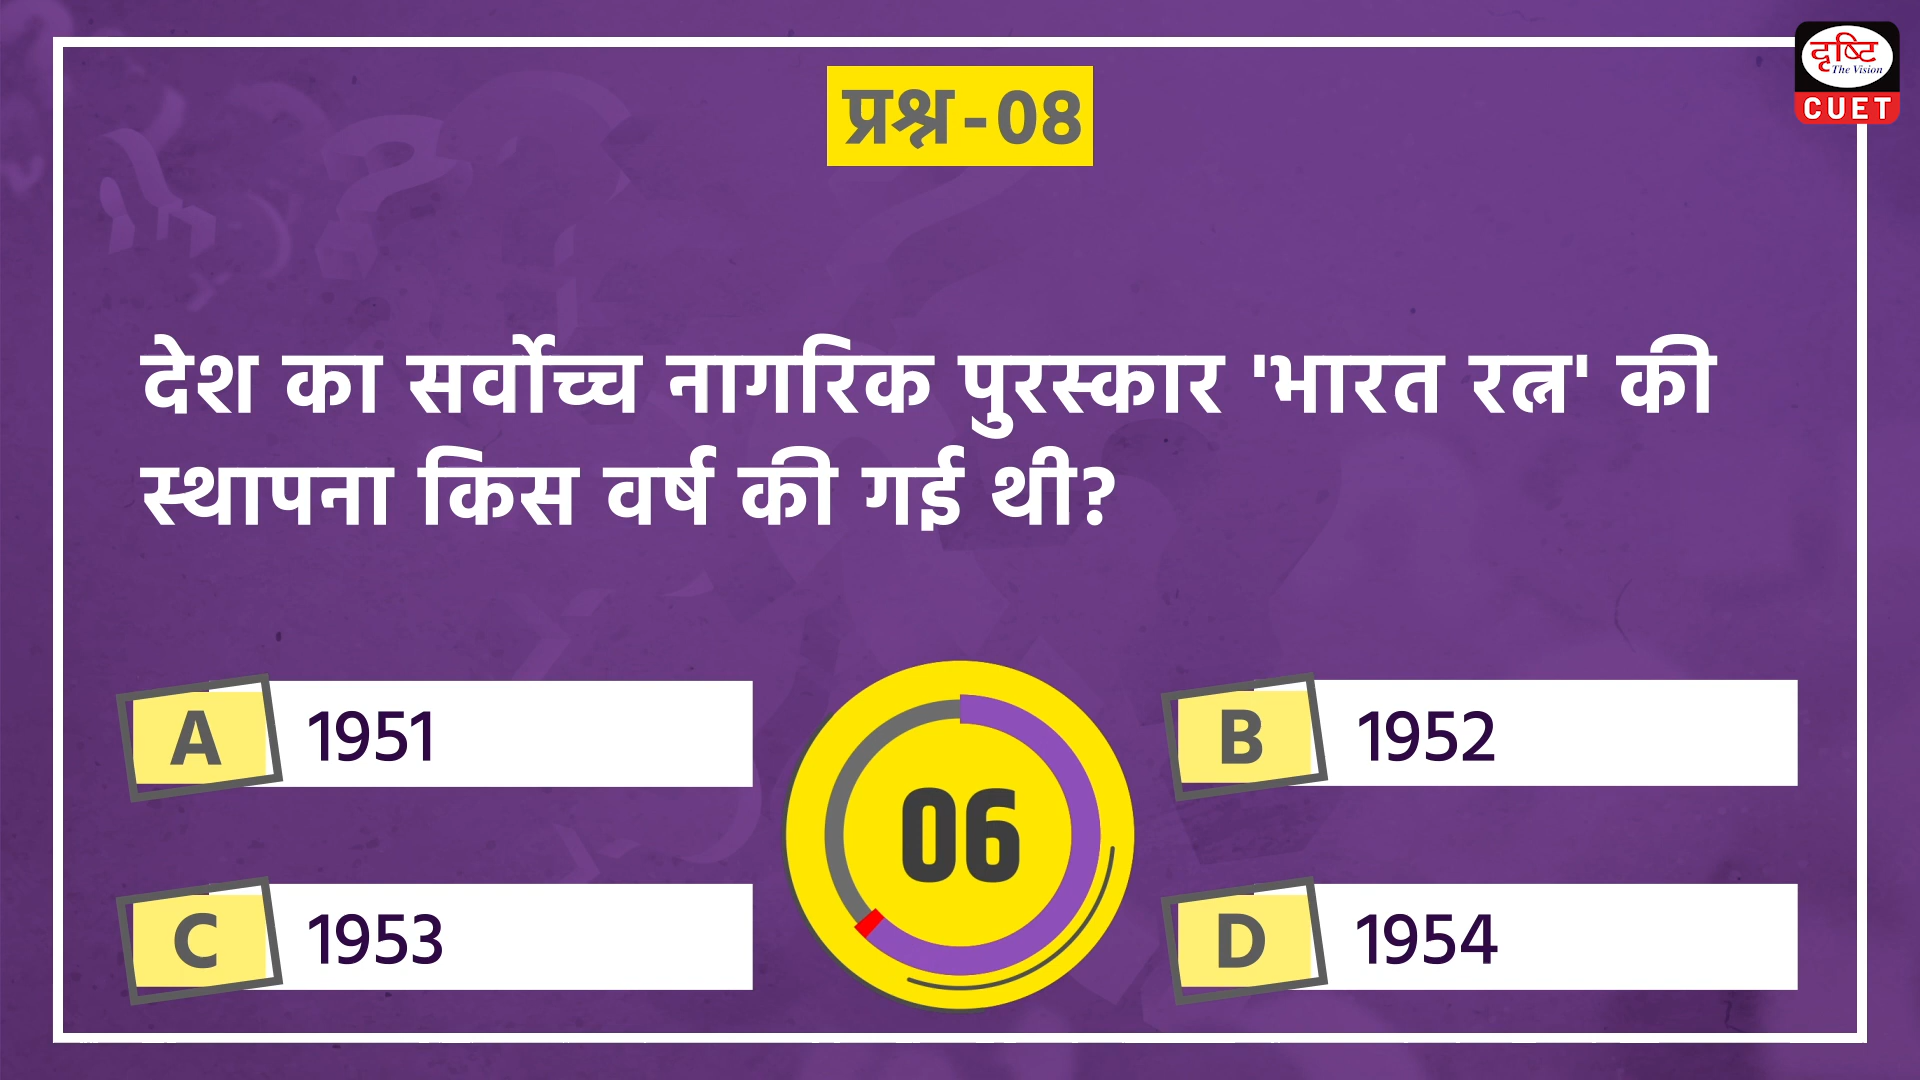 दृष्टि
The Vision
CUET
प्रश्न-08
देश का सर्वोच्च नागरिक पुरस्कार 'भारत रत्न' की
स्थापना किस वर्ष की गई थी?
A 1951
B 1952
06
C 1953
D 1954